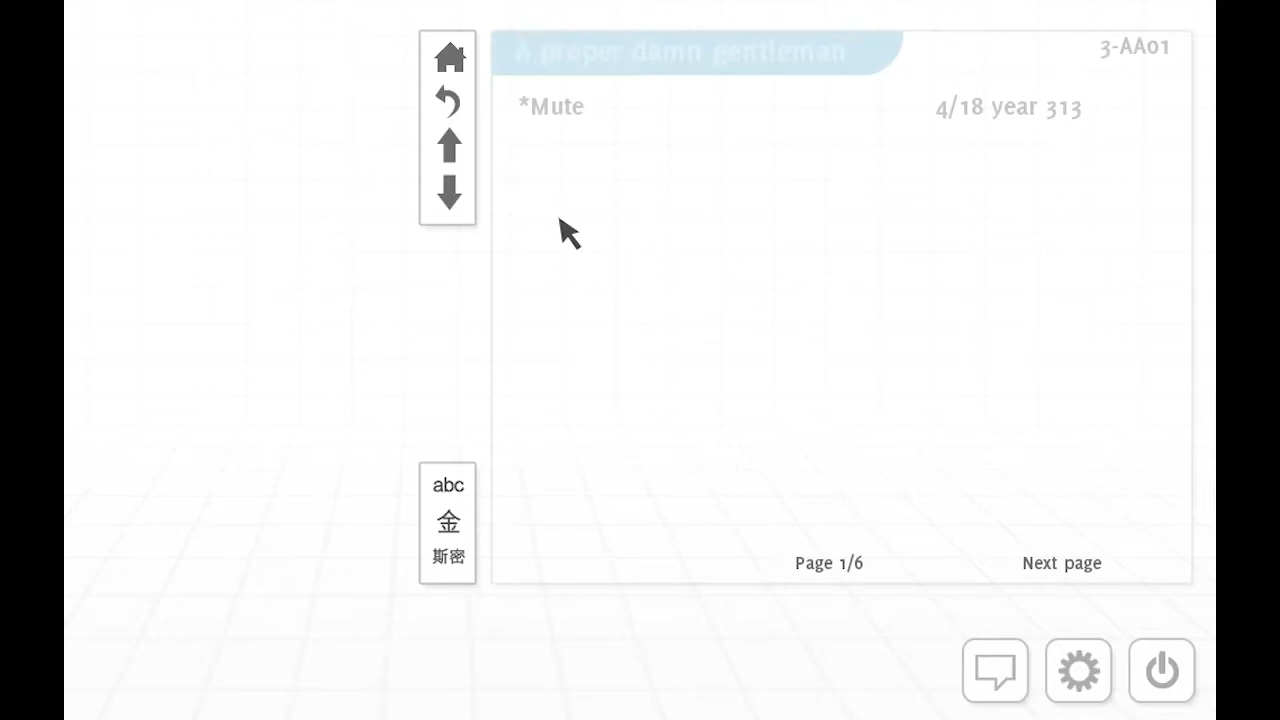 A proper damn gentleman
3-AA01
*Mute
4/18 year 313
abc
金
斯密
Page 1/6
Next page